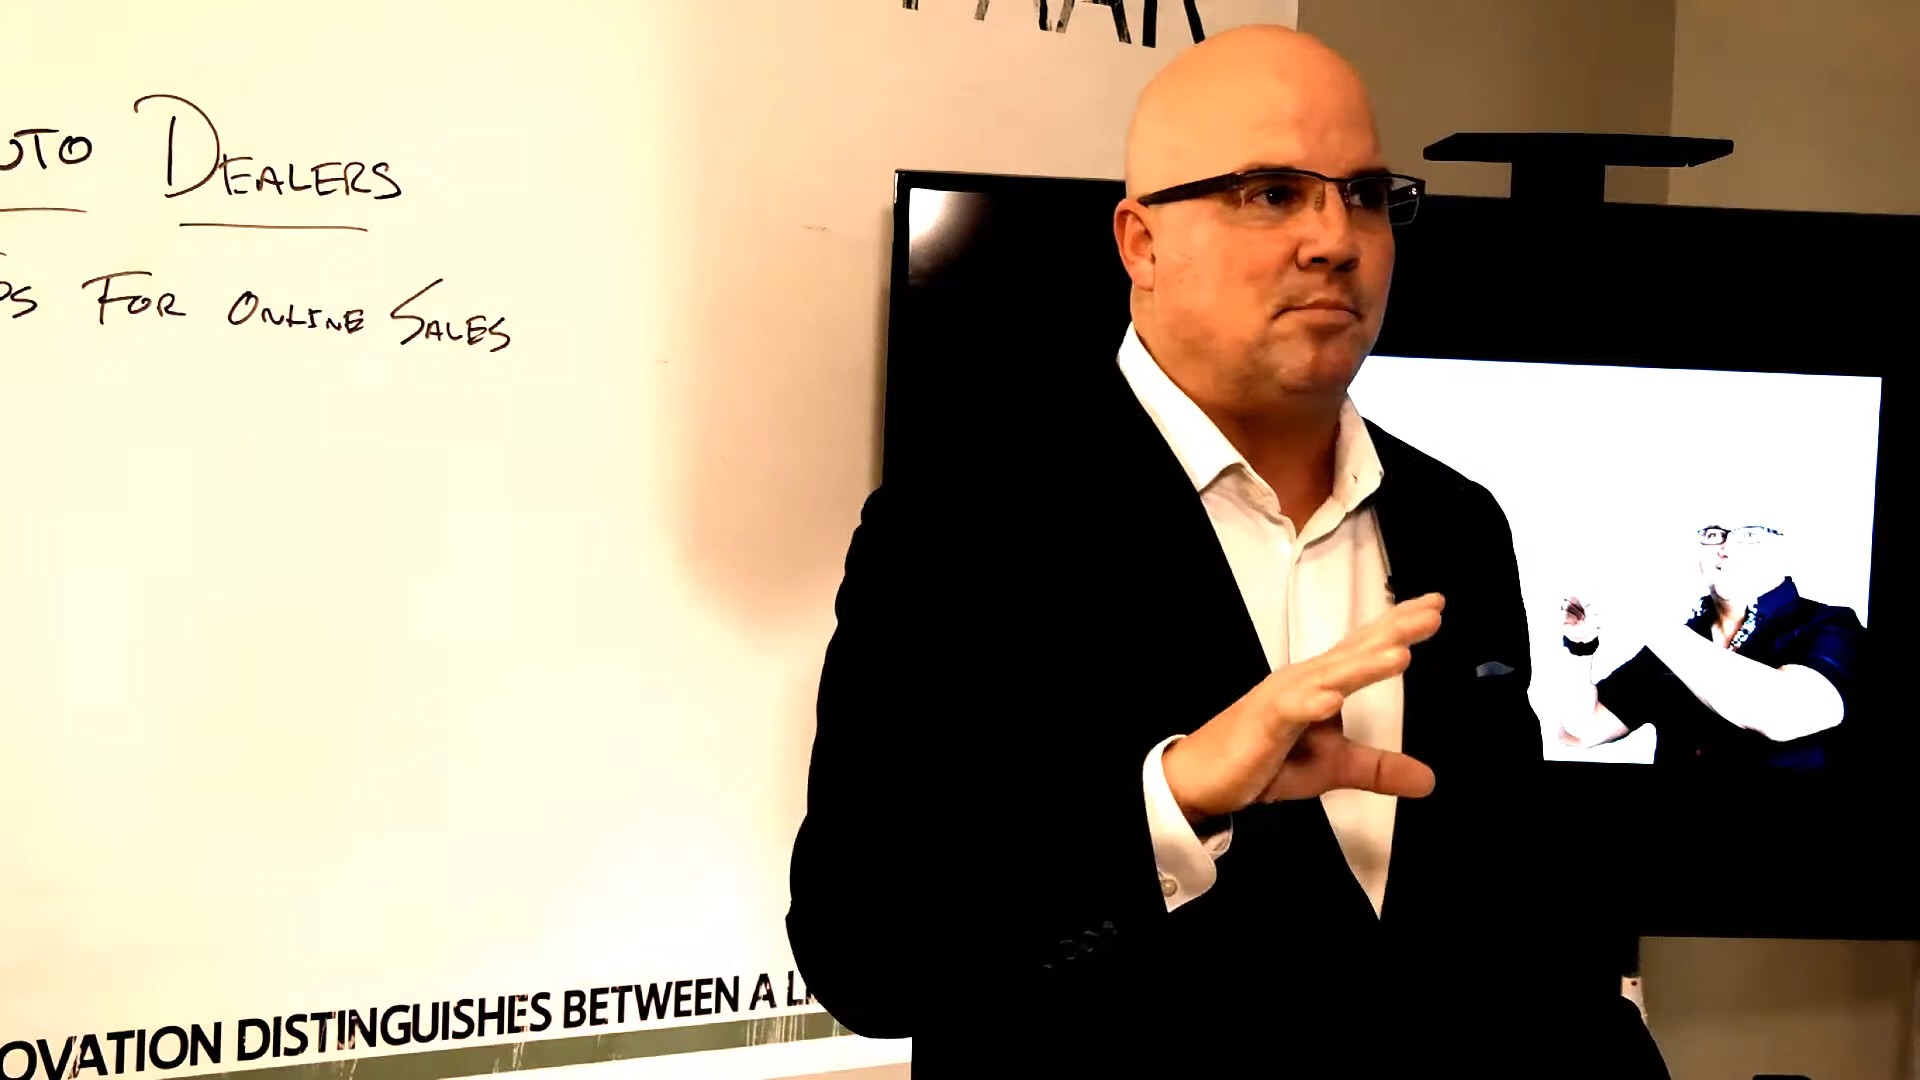 UTO DEALERS
PS FOR ONLINE SALES
OVATION DISTINGUISHES BETWEEN A L